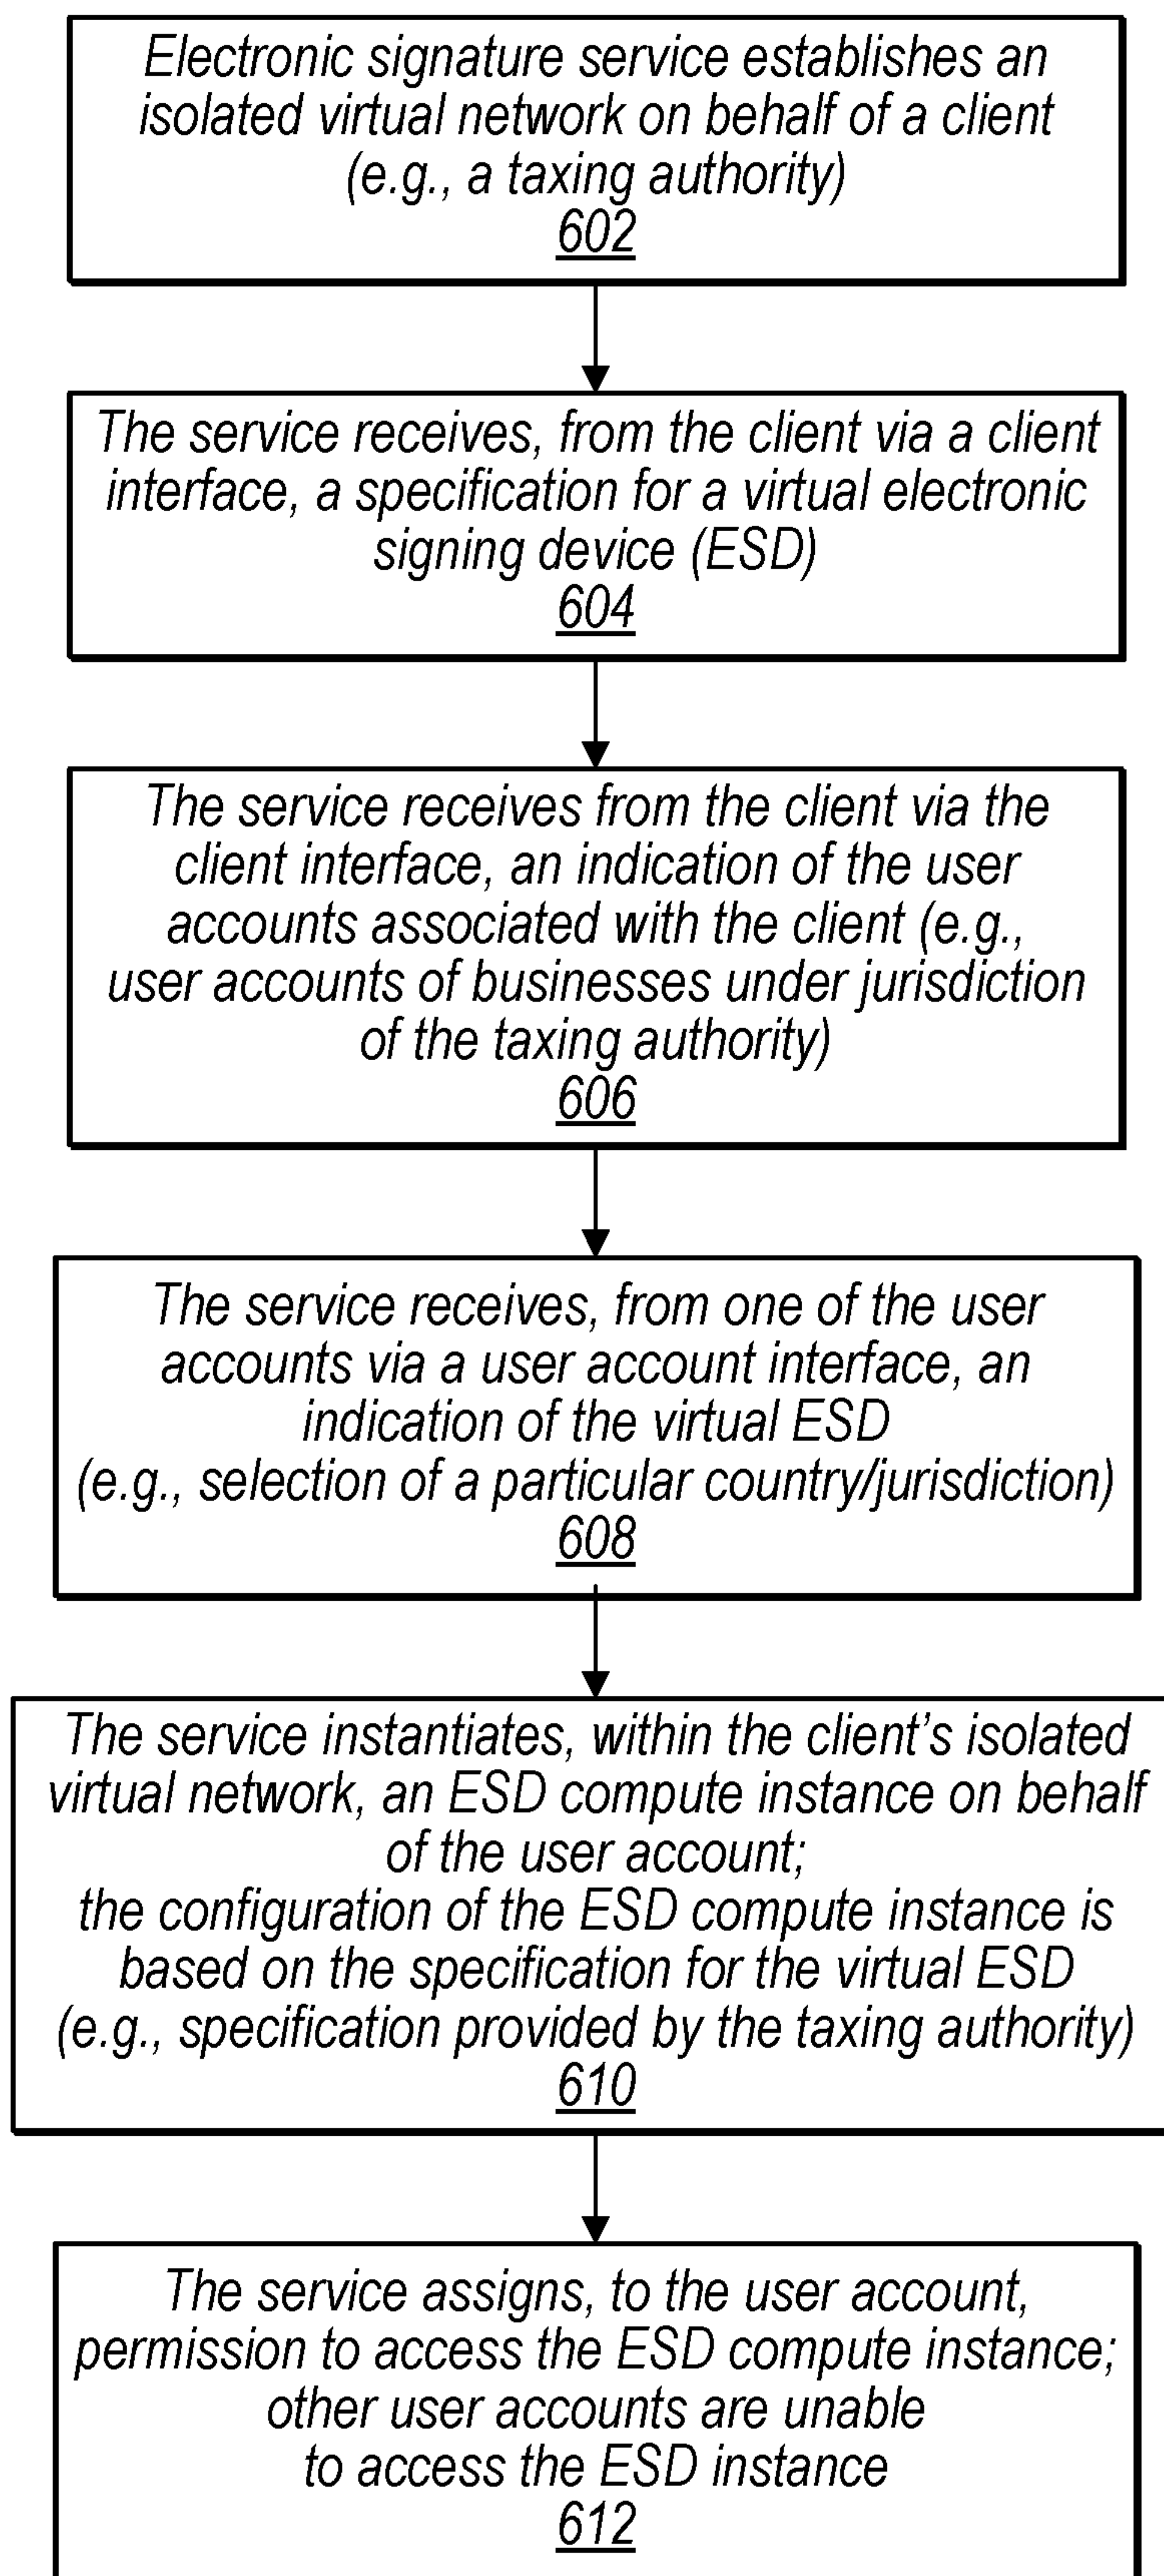 Electronic signature service establishes an
isolated virtual network on behalf of a client
(e.g., a taxing authority)
602
The service receives, from the client via a client
interface, a specification for a virtual electronic
signing device (ESD)
604
The service receives from the client via the
client interface, an indication of the user
accounts associated with the client (e.g.,
user accounts of businesses under jurisdiction
of the taxing authority)
606
The service receives, from one of the user
accounts via a user account interface, an
indication of the virtual ESD
(e.g., selection of a particular country/jurisdiction)
608
The service instantiates, within the client’s isolated
virtual network, an ESD compute instance on behalf
of the user account;
the configuration of the ESD compute instance is
based on the specification for the virtual ESD
(e.g., specification provided by the taxing authority)
610
The service assigns, to the user account,
permission to access the ESD compute instance;
other user accounts are unable
to access the ESD instance
612